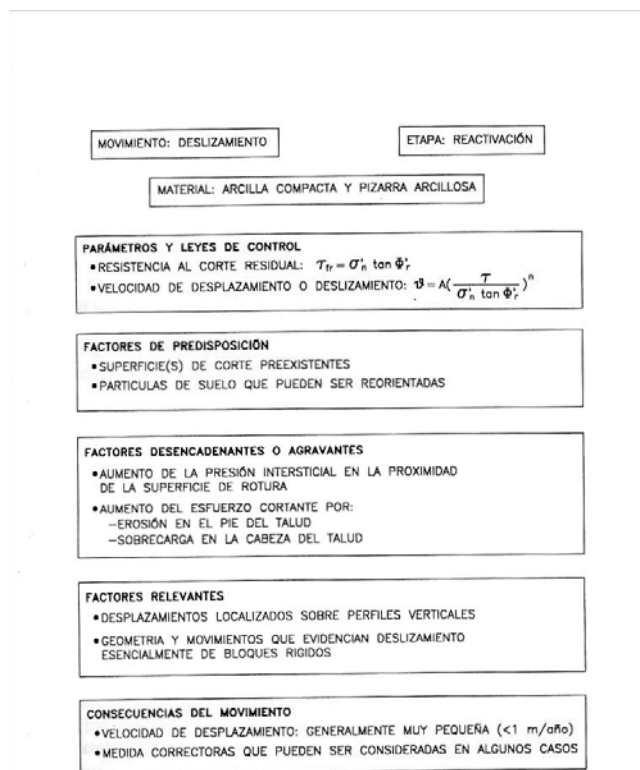 MOVIMIENTO: DESLIZAMIENTO
ETAPA: REACTIVACIÓN
MATERIAL: ARCILLA COMPACTA Y PIZARRA ARCILLOSA
PARÁMETROS Y LEYES DE CONTROL
•RESISTENCIA AL CORTE RESIDUAL: τfr = σ'n tan Φ'r
•VELOCIDAD DE DESPLAZAMIENTO O DESLIZAMIENTO: ϑ = A(τ / σ'n tan Φ'r)^n
FACTORES DE PREDISPOSICIÓN
•SUPERFICIE(S) DE CORTE PREEXISTENTES
•PARTICULAS DE SUELO QUE PUEDEN SER REORIENTADAS
FACTORES DESENCADENANTES O AGRAVANTES
•AUMENTO DE LA PRESIÓN INTERSTICIAL EN LA PROXIMIDAD
DE LA SUPERFICIE DE ROTURA
•AUMENTO DEL ESFUERZO CORTANTE POR:
–EROSIÓN EN EL PIE DEL TALUD
–SOBRECARGA EN LA CABEZA DEL TALUD
FACTORES RELEVANTES
•DESPLAZAMIENTOS LOCALIZADOS SOBRE PERFILES VERTICALES
•GEOMETRIA Y MOVIMIENTOS QUE EVIDENCIAN DESLIZAMIENTO
ESENCIALMENTE DE BLOQUES RIGIDOS
CONSECUENCIAS DEL MOVIMIENTO
•VELOCIDAD DE DESPLAZAMIENTO: GENERALMENTE MUY PEQUEÑA (<1 m/año)
•MEDIDA CORRECTORAS QUE PUEDEN SER CONSIDERADAS EN ALGUNOS CASOS